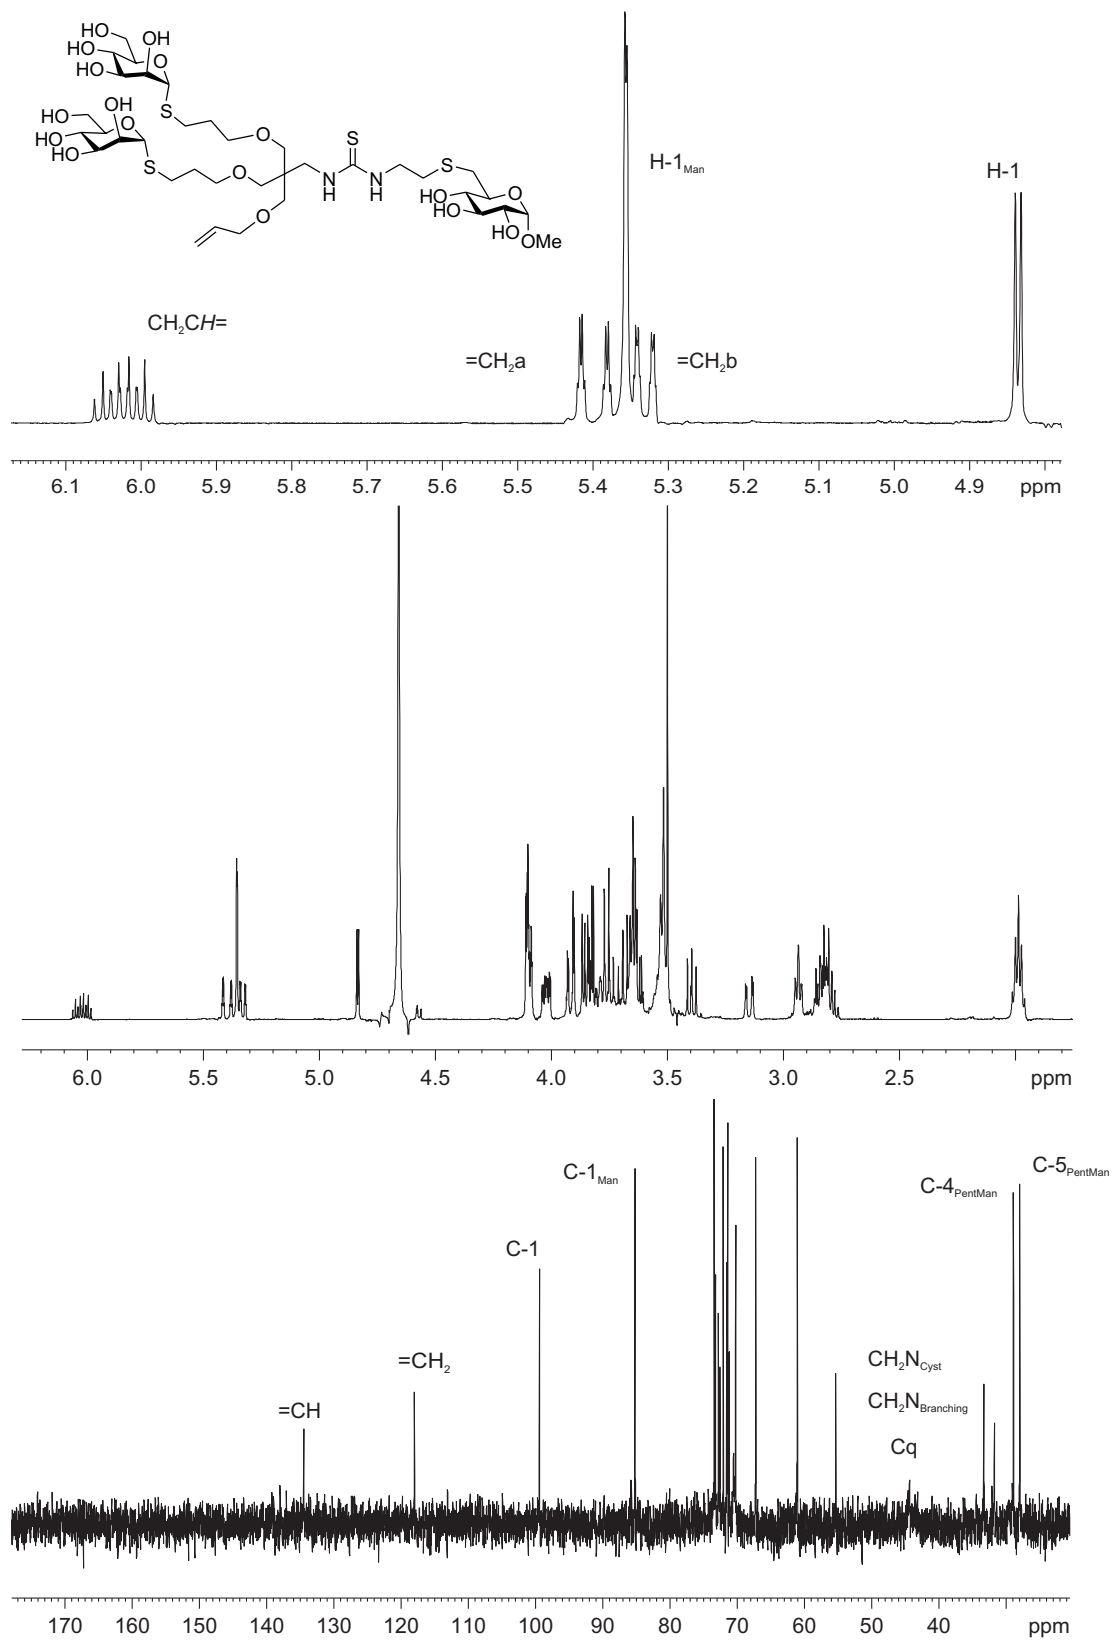 HO
OH
HO
O
HO
OH
S
HO
O
O
S
HO
HO
S
S
O
N
H
N
H
HO
O
HO
HO
OMe
O
H-1Man
H-1
CH2CH=
=CH2a
=CH2b
6.1 6.0 5.9 5.8 5.7 5.6 5.5 5.4 5.3 5.2 5.1 5.0 4.9 ppm
6.0 5.5 5.0 4.5 4.0 3.5 3.0 2.5 ppm
C-5PentMan
C-1Man
C-4PentMan
C-1
=CH2
CH2NCyst
=CH
CH2NBranching
Cq
170 160 150 140 130 120 110 100 90 80 70 60 50 40 ppm